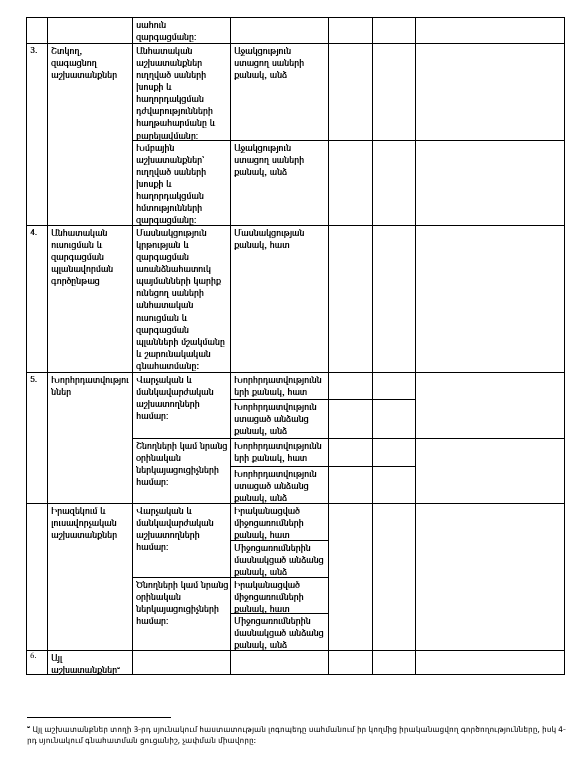 սահուն
զարգացմանը:
3.
Շտկող,
զագացնող
աշխատանքներ
Անհատական
աշխատանքներ
ուղղված սաների
խոսքի և
հաղորդակցման
դժվարությունների
հաղթահարմանը և
բարելավմանը:
Աջակցություն
ստացող սաների
քանակ, անձ
Խմբային
աշխատանքներ՝
ուղղված սաների
խոսքի և
հաղորդակցման
հմտությունների
զարգացմանը:
Աջակցություն
ստացող սաների
քանակ, անձ
4.
Անհատական
ուսուցման և
զարգացման
պլանավորման
գործընթաց
Մասնակցություն
կրթության և
զարգացման
առանձնահատուկ
պայմանների կարիք
ունեցող սաների
անհատական
ուսուցման և
զարգացման
պլանների մշակմանը
և շարունակական
գնահատմանը:
Մասնակցության
քանակ, հատ
5.
Խորհրդատվությու
ններ
Վարչական և
մանկավարժական
աշխատողների
համար:
Խորհրդատվությունն
երի քանակ, հատ
Խորհրդատվություն
ստացած անձանց
քանակ, անձ
Ծնողների կամ նրանց
օրինական
ներկայացուցիչների
համար:
Խորհրդատվությունն
երի քանակ, հատ
Խորհրդատվություն
ստացած անձանց
քանակ, անձ
Իրազեկում և
լուսավորչական
աշխատանքներ
Վարչական և
մանկավարժական
աշխատողների
համար:
Իրականացված
միջոցառումների
քանակ, հատ
Միջոցառումներին
մասնակցած անձանց
քանակ, անձ
Ծնողների կամ նրանց
օրինական
ներկայացուցիչների
համար:
Իրականացված
միջոցառումների
քանակ, հատ
Միջոցառումներին
մասնակցած անձանց
քանակ, անձ
6.
Այլ
աշխատանքներ
Այլ աշխատանքներ տողի 3-րդ սյունակում հաստատության լոգոպեդը սահմանում իր կողմից իրականացվող գործողությունները, իսկ 4-
րդ սյունակում գնահատման ցուցանիշ, չափման միավորը: